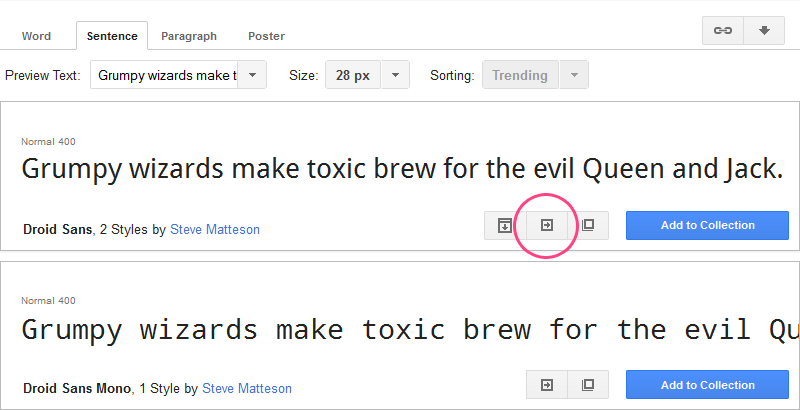 Word Sentence Paragraph Poster
Preview Text: Grumpy wizards make t Size: 28 px Sorting: Trending
Normal 400
Grumpy wizards make toxic brew for the evil Queen and Jack.
Droid Sans, 2 Styles by Steve Matteson Add to Collection
Normal 400
Grumpy wizards make toxic brew for the evil Qu
Droid Sans Mono, 1 Style by Steve Matteson Add to Collection